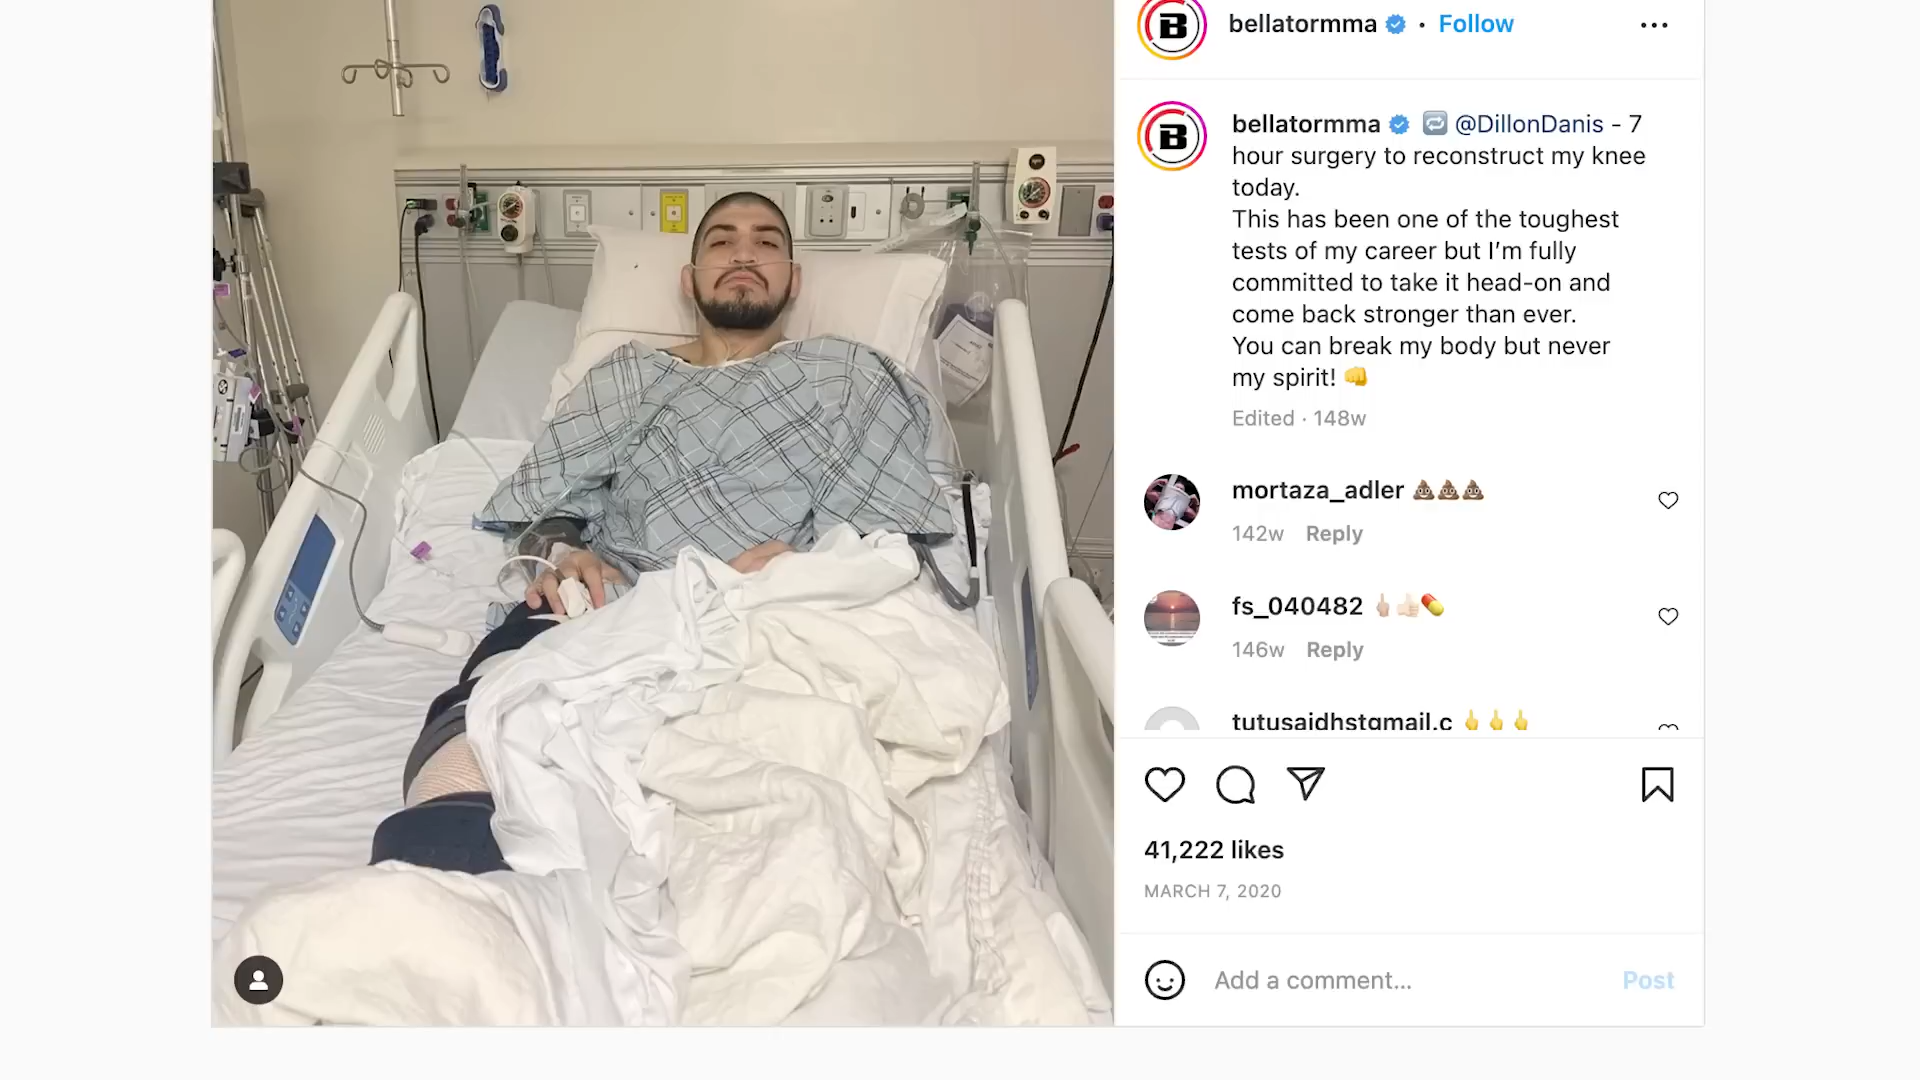 bellatormma • Follow
bellatormma @DillonDanis - 7
hour surgery to reconstruct my knee
today.
This has been one of the toughest
tests of my career but I’m fully
committed to take it head-on and
come back stronger than ever.
You can break my body but never
my spirit! 👊
Edited · 148w
mortaza_adler 💩💩💩
142w Reply
fs_040482 🖕🏻👍🏻💊
146w Reply
tutusaidhstgmail.c 🖕🖕🖕
41,222 likes
MARCH 7, 2020
Add a comment... Post